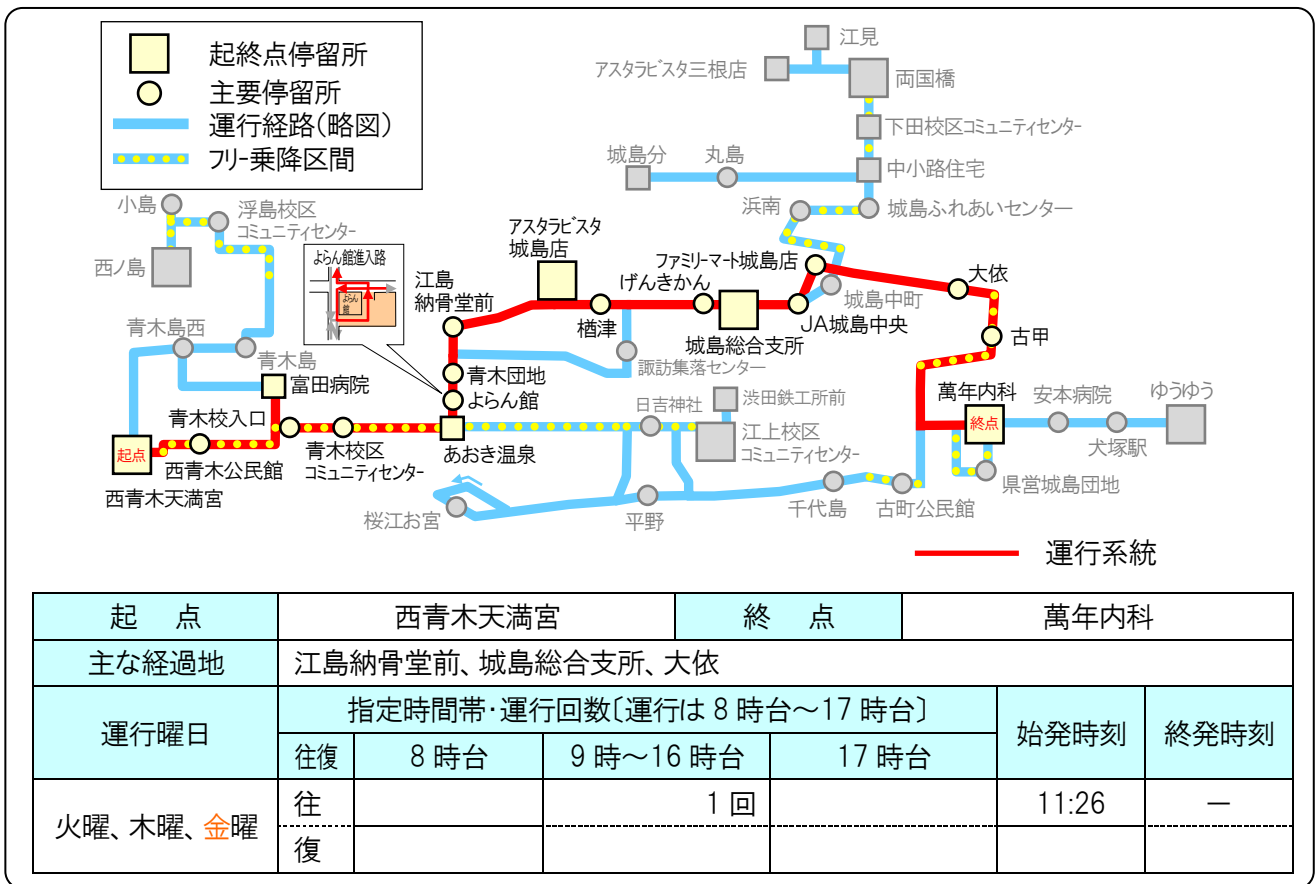 起終点停留所
主要停留所
運行経路(略図)
フリー乗降区間
江見
アスタラビスタ三根店
両国橋
下田校区コミュニティセンター
城島分
丸島
中小路住宅
小島
浮島校区
コミュニティセンター
浜南
城島ふれあいセンター
西ノ島
よらん館進入路
よらん
館
江島
納骨堂前
アスタラビスタ
城島店
ファミリーマート城島店
げんきかん
大依
城島中町
楢津
JA城島中央
城島総合支所
古甲
青木島西
青木島
諏訪集落センター
富田病院
青木団地
よらん館
青木校入口
日吉神社
渋田鉄工所前
萬年内科
安本病院
ゆうゆう
起点
終点
西青木公民館
青木校区
コミュニティセンター
あおき温泉
江上校区
コミュニティセンター
犬塚駅
西青木天満宮
県営城島団地
桜江お宮
平野
千代島
古町公民館
運行系統
起 点 西青木天満宮 終 点 萬年内科
主な経過地 江島納骨堂前、城島総合支所、大依
運行曜日 指定時間帯・運行回数〔運行は8時台～17時台〕 始発時刻 終発時刻
往復 8時台 9時～16時台 17時台
火曜、木曜、金曜 往 1回 11:26 －
復